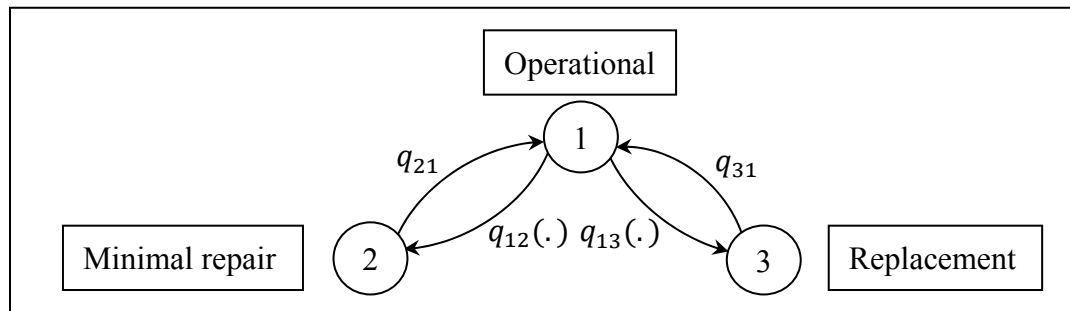 Operational
1
q₂₁
q₃₁
q₁₂(.) q₁₃(.)
Minimal repair
2
3
Replacement